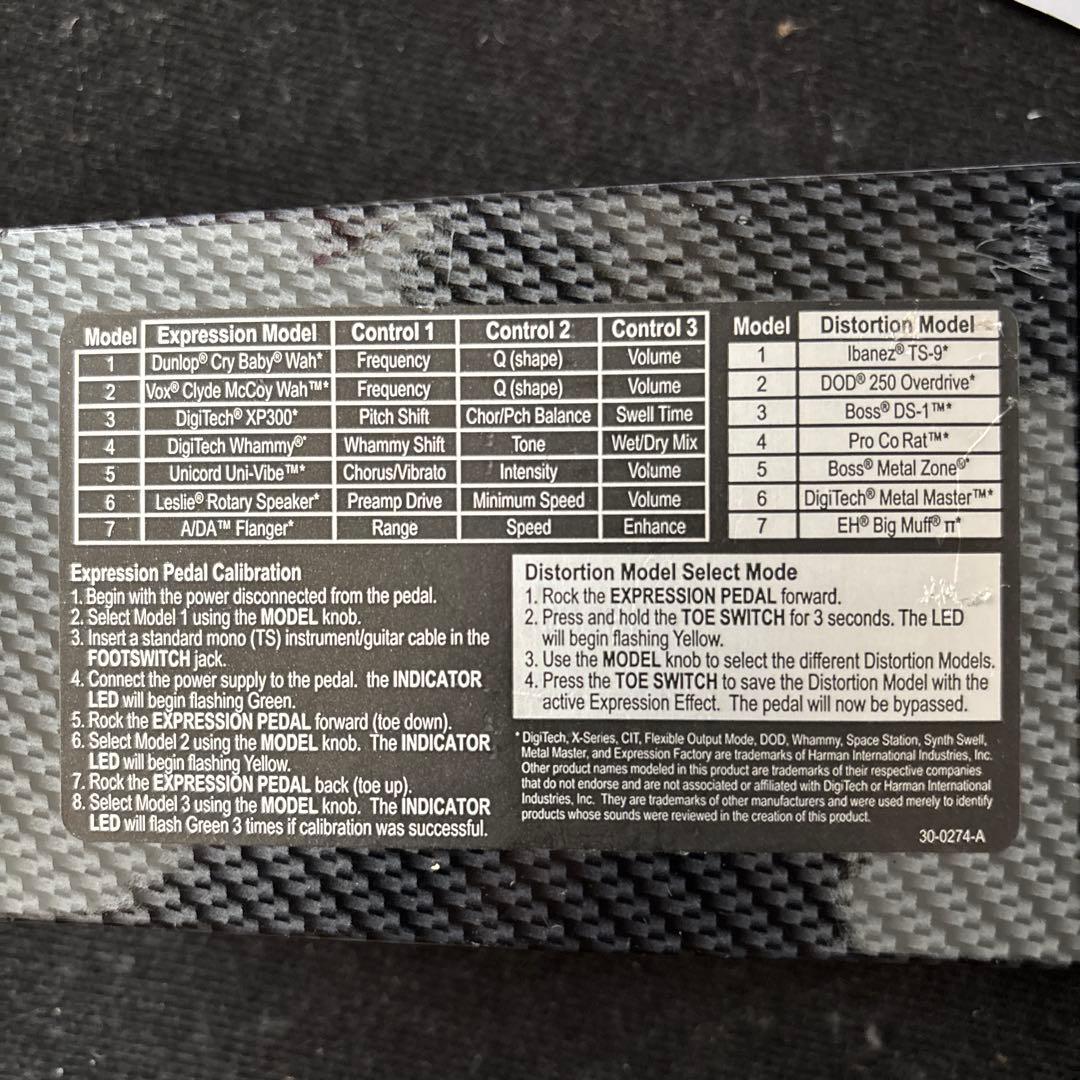 Model Expression Model Control 1 Control 2 Control 3
1 Dunlop® Cry Baby® Wah* Frequency Q (shape) Volume
2 Vox® Clyde McCoy Wah™* Frequency Q (shape) Volume
3 DigiTech® XP300* Pitch Shift Chor/Pch Balance Swell Time
4 DigiTech Whammy®* Whammy Shift Tone Wet/Dry Mix
5 Unicord Uni-Vibe™* Chorus/Vibrato Intensity Volume
6 Leslie® Rotary Speaker* Preamp Drive Minimum Speed Volume
7 A/DA™ Flanger* Range Speed Enhance
Model Distortion Model
1 Ibanez® TS-9*
2 DOD® 250 Overdrive*
3 Boss® DS-1™*
4 Pro Co Rat™*
5 Boss® Metal Zone®*
6 DigiTech® Metal Master™*
7 EH® Big Muff® π*
Expression Pedal Calibration
1. Begin with the power disconnected from the pedal.
2. Select Model 1 using the MODEL knob.
3. Insert a standard mono (TS) instrument/guitar cable in the
FOOTSWITCH jack.
4. Connect the power supply to the pedal. the INDICATOR
LED will begin flashing Green.
5. Rock the EXPRESSION PEDAL forward (toe down).
6. Select Model 2 using the MODEL knob. The INDICATOR
LED will begin flashing Yellow.
7. Rock the EXPRESSION PEDAL back (toe up).
8. Select Model 3 using the MODEL knob. The INDICATOR
LED will flash Green 3 times if calibration was successful.
Distortion Model Select Mode
1. Rock the EXPRESSION PEDAL forward.
2. Press and hold the TOE SWITCH for 3 seconds. The LED
will begin flashing Yellow.
3. Use the MODEL knob to select the different Distortion Models.
4. Press the TOE SWITCH to save the Distortion Model with the
active Expression Effect. The pedal will now be bypassed.
* DigiTech, X-Series, CIT, Flexible Output Mode, DOD, Whammy, Space Station, Synth Swell,
Metal Master, and Expression Factory are trademarks of Harman International Industries, Inc.
Other product names modeled in this product are trademarks of their respective companies
that do not endorse and are not associated or affiliated with DigiTech or Harman International
Industries, Inc. They are trademarks of other manufacturers and were used merely to identify
products whose sounds were reviewed in the creation of this product.
30-0274-A